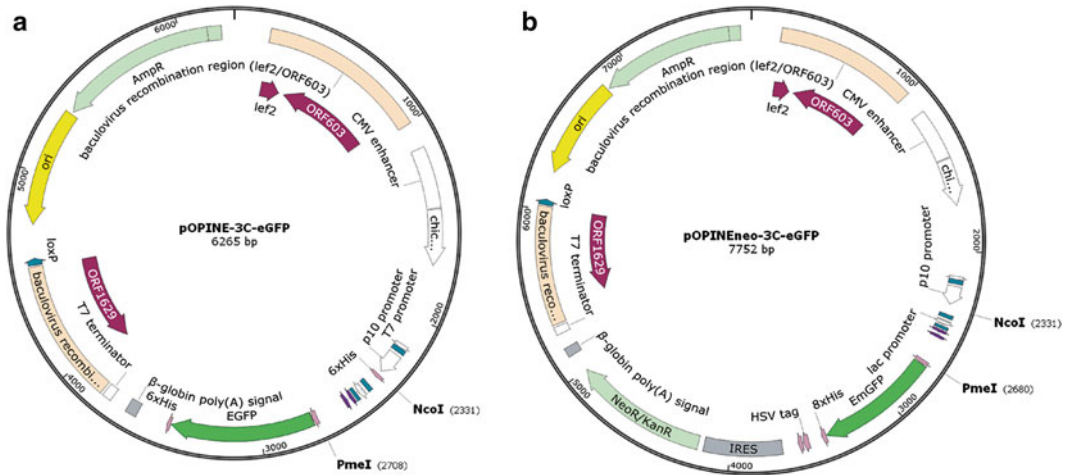 a
6000
AmpR
baculovirus recombination region (lef2/ORF603)
lef2
ORF603
CMV enhancer
1000
chic...
ori
5000
pOPINE-3C-eGFP
6265 bp
loxP
ORF1629
baculovirus recombi...
T7 terminator
4000
β-globin poly(A) signal
6xHis
EGFP
3000
p10 promoter
T7 promoter
2000
6xHis
NcoI (2331)
PmeI (2708)
b
7000
AmpR
baculovirus recombination region (lef2/ORF603)
lef2
ORF603
CMV enhancer
1000
chi...
ori
6000
pOPINEneo-3C-eGFP
7752 bp
loxP
ORF1629
baculovirus reco...
T7 terminator
β-globin poly(A) signal
5000
NeoR/KanR
IRES
4000
HSV tag
8xHis
EmGFP
3000
lac promoter
p10 promoter
2000
NcoI (2331)
PmeI (2680)